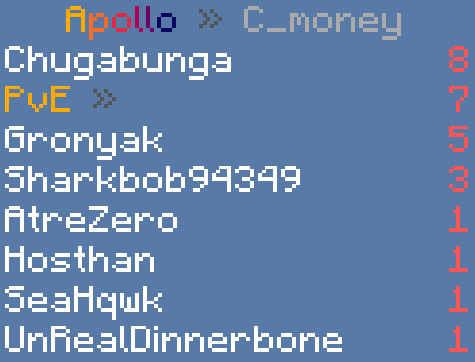 Apollo » C_money
Chugabunga 8
PvE » 7
Gronyak 5
Sharkbob94349 3
AtreZero 1
Hosthan 1
SeaHqwk 1
UnRealDinnerbone 1